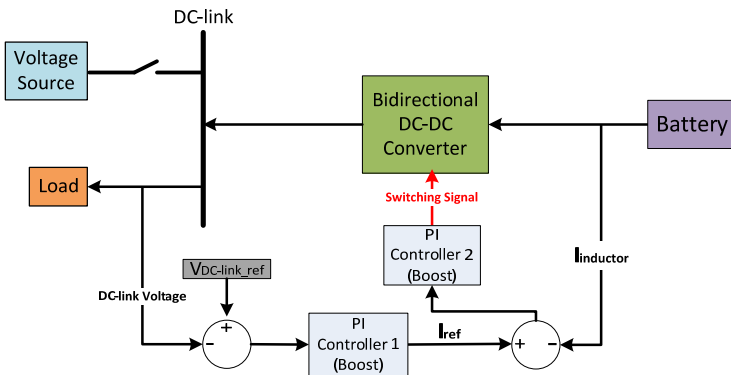 DC-link
Voltage
Source
Bidirectional
DC-DC
Converter
Battery
Load
Switching Signal
PI
Controller 2
(Boost)
Iinductor
VDC-link_ref
DC-link Voltage
+
-
PI
Controller 1
(Boost)
Iref
+
-